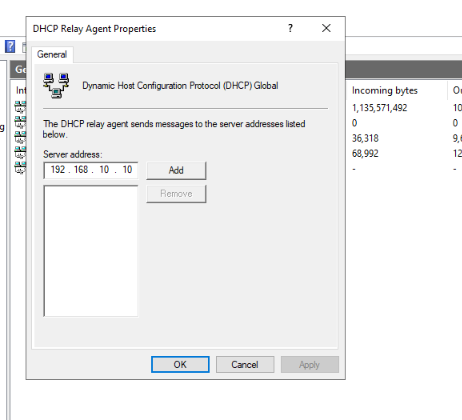 DHCP Relay Agent Properties
? ×
General
Dynamic Host Configuration Protocol (DHCP) Global
The DHCP relay agent sends messages to the server addresses listed
below.
Server address:
192 . 168 . 10 . 10
Add
Remove
OK Cancel Apply
Incoming bytes
1,135,571,492
0
36,318
68,992
-